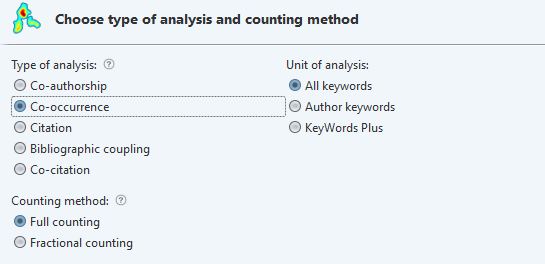 Choose type of analysis and counting method
Type of analysis: ?
Co-authorship
Co-occurrence
Citation
Bibliographic coupling
Co-citation
Counting method: ?
Full counting
Fractional counting
Unit of analysis:
All keywords
Author keywords
KeyWords Plus